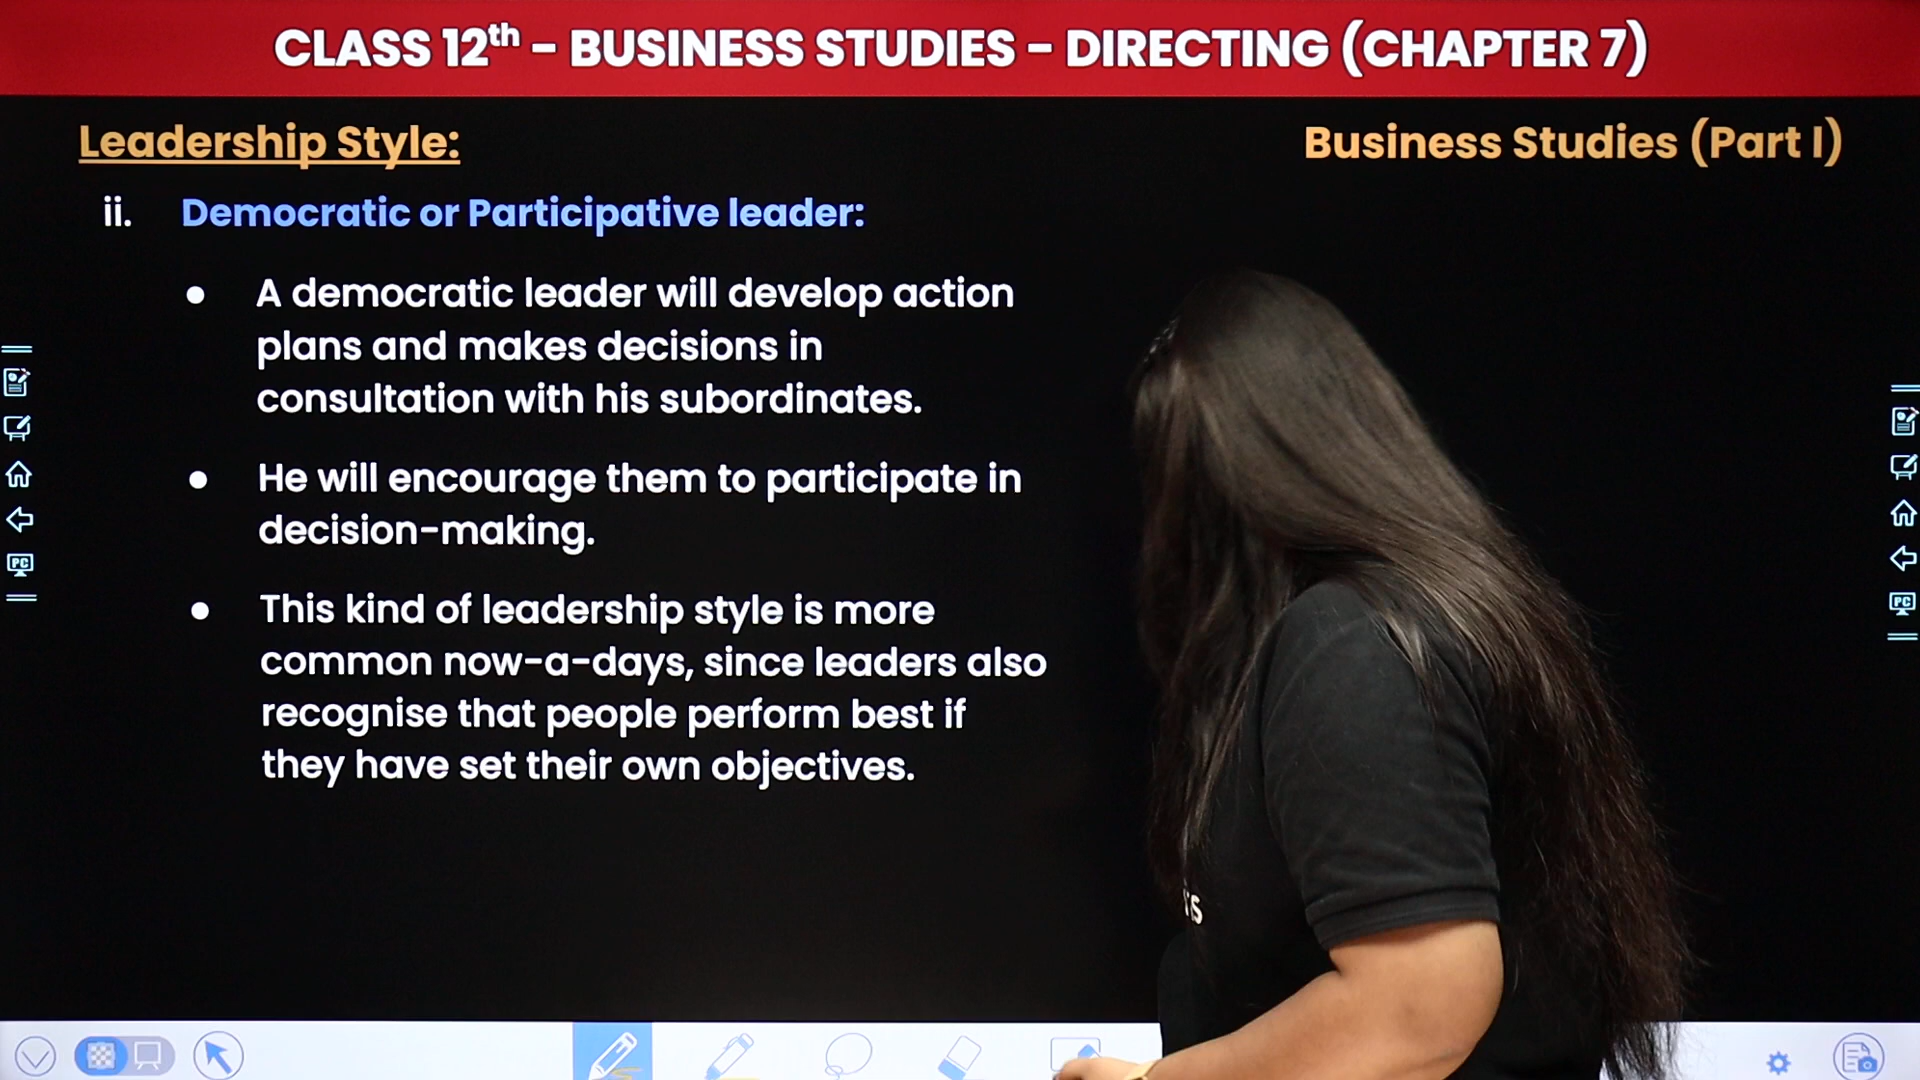 CLASS 12th - BUSINESS STUDIES - DIRECTING (CHAPTER 7)
Leadership Style:
Business Studies (Part I)
ii. Democratic or Participative leader:
● A democratic leader will develop action
plans and makes decisions in
consultation with his subordinates.
● He will encourage them to participate in
decision-making.
● This kind of leadership style is more
common now-a-days, since leaders also
recognise that people perform best if
they have set their own objectives.
PC
PC